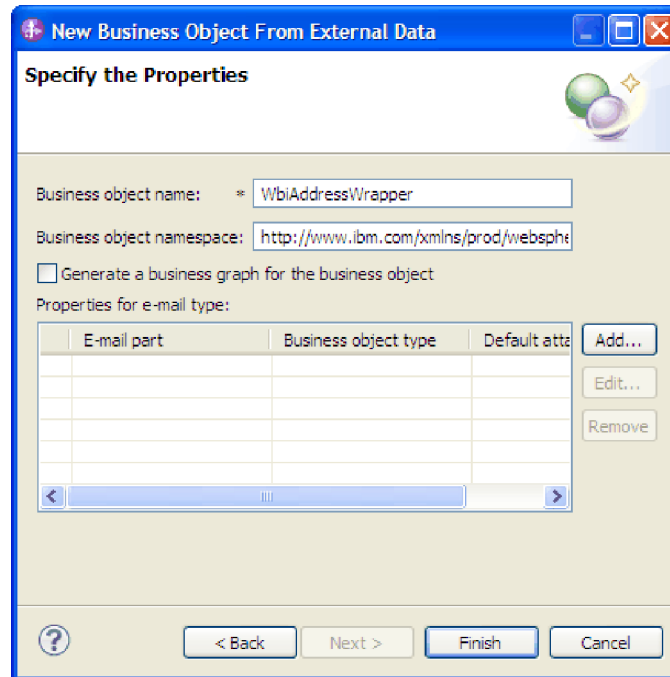 New Business Object From External Data
Specify the Properties
Business object name: * WbiAddressWrapper
Business object namespace: http://www.ibm.com/xmlns/prod/websphe
Generate a business graph for the business object
Properties for e-mail type:
E-mail part Business object type Default atta Add...
Edit...
Remove
? < Back Next > Finish Cancel